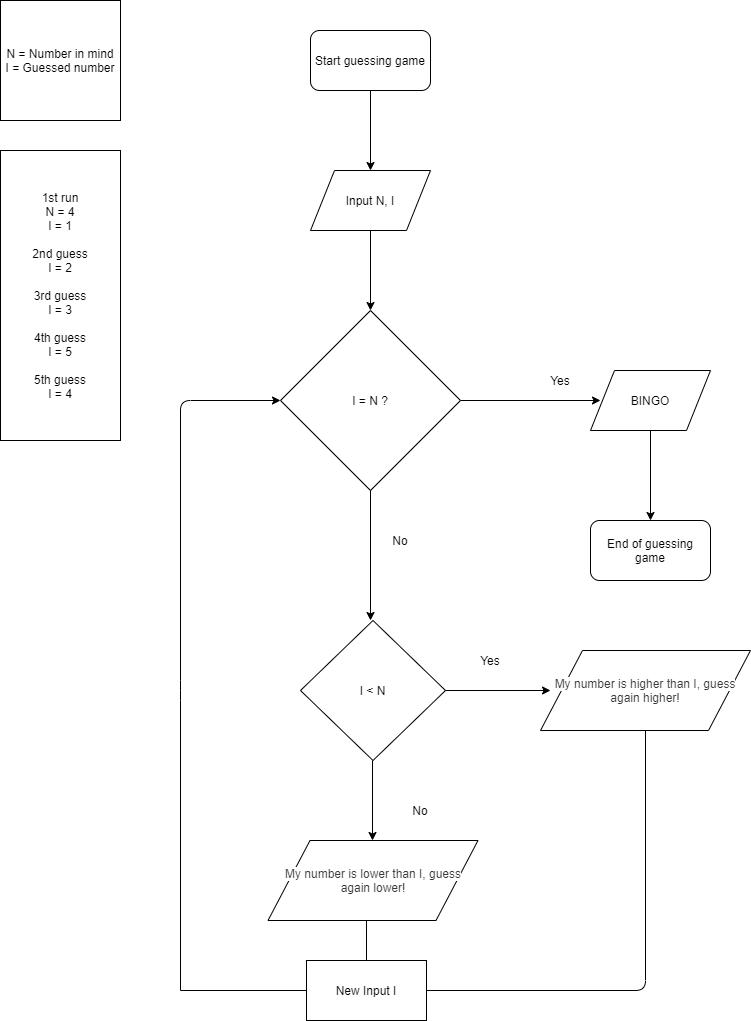 N = Number in mind
I = Guessed number
Start guessing game
1st run
N = 4
I = 1
2nd guess
I = 2
3rd guess
I = 3
4th guess
I = 5
5th guess
I = 4
Input N, I
I = N ?
Yes
BINGO
No
End of guessing
game
I < N
Yes
My number is higher than I, guess
again higher!
No
My number is lower than I, guess
again lower!
New Input I